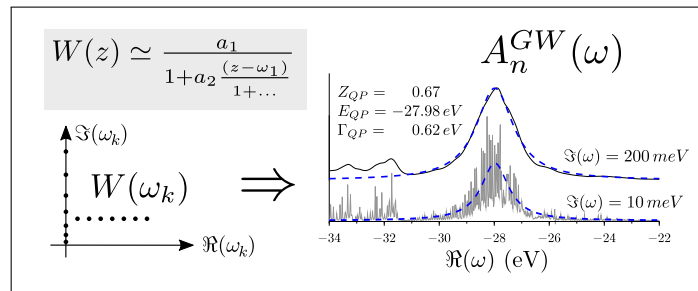 W(z) ≃ a₁ / (1+a₂ (z−ω₁) / (1+...))
ℑ(ω_k)
W(ω_k)
ℜ(ω_k)
⇒
A_n^{GW}(ω)
Z_{QP} = 0.67
E_{QP} = −27.98 eV
Γ_{QP} = 0.62 eV
ℑ(ω) = 200 meV
ℑ(ω) = 10 meV
−34 −32 −30 −28 −26 −24 −22
ℜ(ω) (eV)